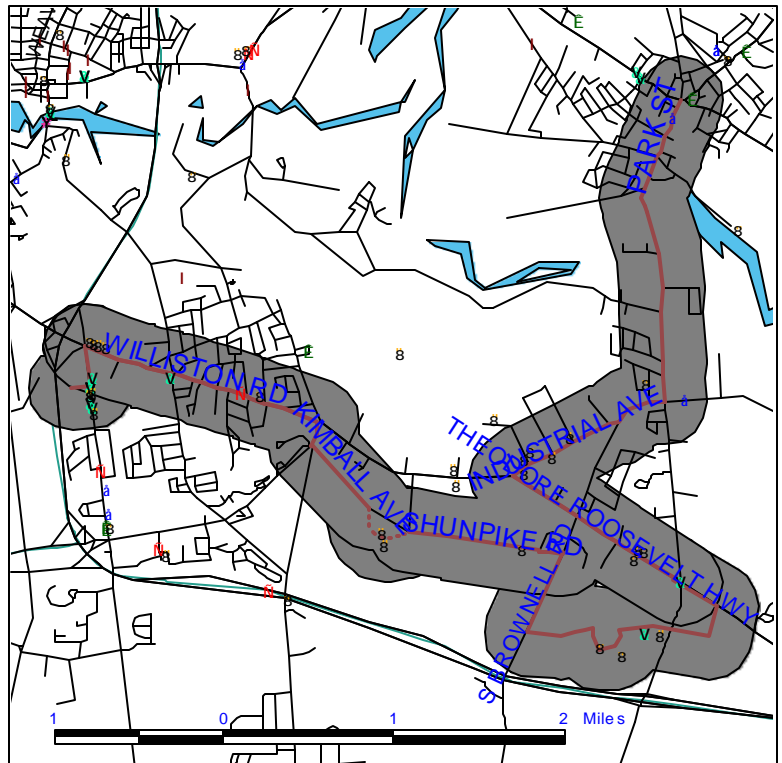 PARK ST
WILLISTON RD
KIMBALL AVE
SHUNPIKE RD
INDUSTRIAL AVE
THEODORE ROOSEVELT HWY
S BROWNELL RD
1 0 1 2 Miles